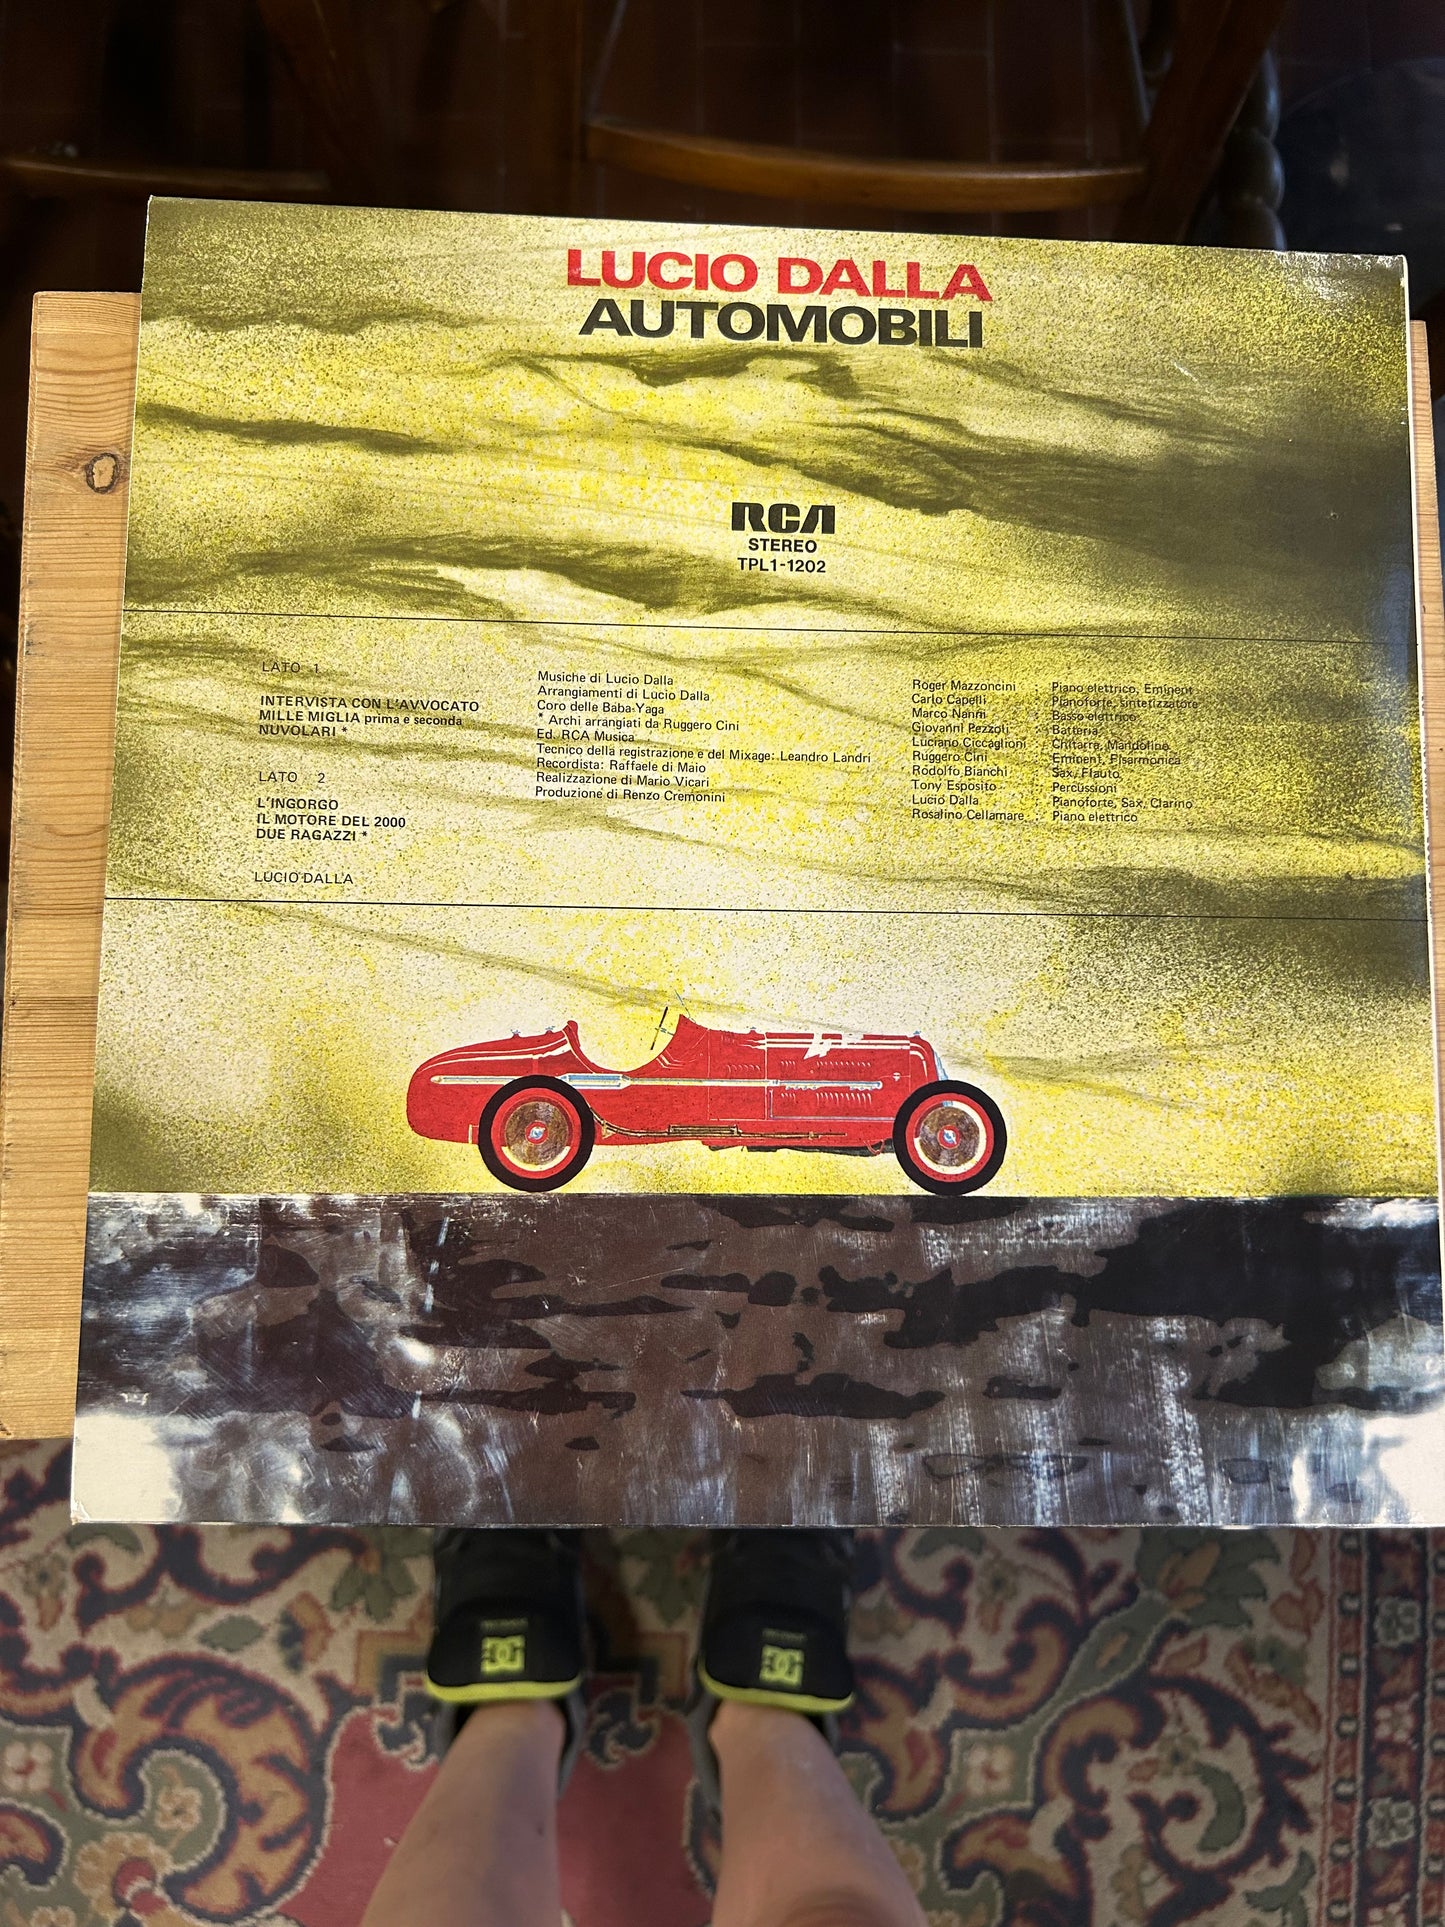 LUCIO DALLA
AUTOMOBILI
RCA
STEREO
TPL1-1202
LATO 1
INTERVISTA CON L'AVVOCATO
MILLE MIGLIA prima e seconda
NUVOLARI *
LATO 2
L'INGORGO
IL MOTORE DEL 2000
DUE RAGAZZI *
LUCIO DALLA
Musiche di Lucio Dalla
Arrangiamenti di Lucio Dalla
Coro delle Baba-Yaga
* Archi arrangiati da Ruggero Cini
Ed. RCA Musica
Tecnico della registrazione e del Mixage: Leandro Landri
Recordista: Raffaele di Maio
Realizzazione di Mario Vicari
Produzione di Renzo Cremonini
Roger Mazzoncini : Piano elettrico, Eminent
Carlo Capelli : Pianoforte, sintetizzatore
Marco Nanni : Basso elettrico
Giovanni Pezzoli : Batteria
Luciano Ciccaglioni : Chitarre, Mandolino
Ruggero Cini : Eminent, Fisarmonica
Rodolfo Bianchi : Sax, Flauto
Tony Esposito : Percussioni
Lucio Dalla : Pianoforte, Sax, Clarino
Rosalino Cellamare : Piano elettrico